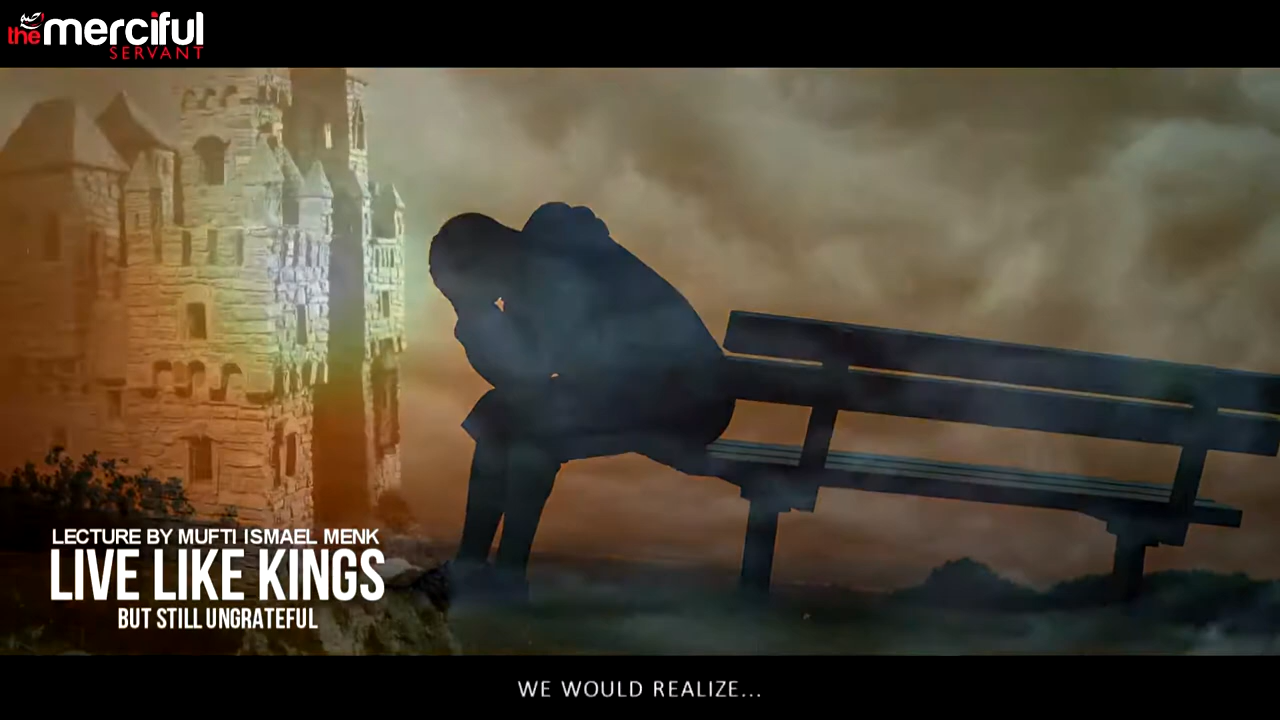 the merciful
SERVANT
LECTURE BY MUFTI ISMAEL MENK
LIVE LIKE KINGS
BUT STILL UNGRATEFUL
WE WOULD REALIZE...